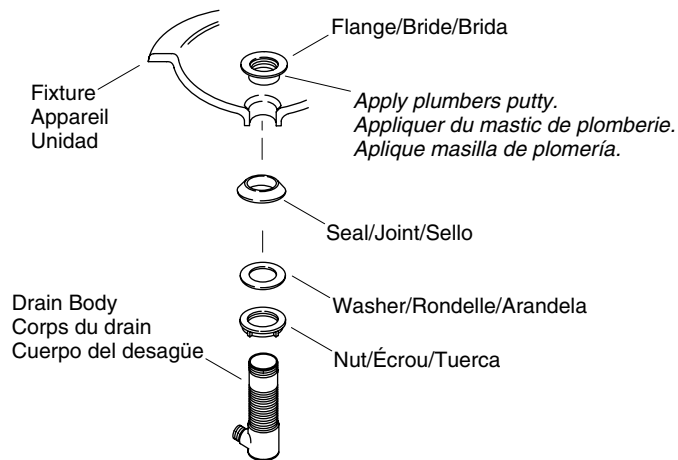 Flange/Bride/Brida
Fixture
Appareil
Unidad
Apply plumbers putty.
Appliquer du mastic de plomberie.
Aplique masilla de plomería.
Seal/Joint/Sello
Drain Body
Corps du drain
Cuerpo del desagüe
Washer/Rondelle/Arandela
Nut/Écrou/Tuerca